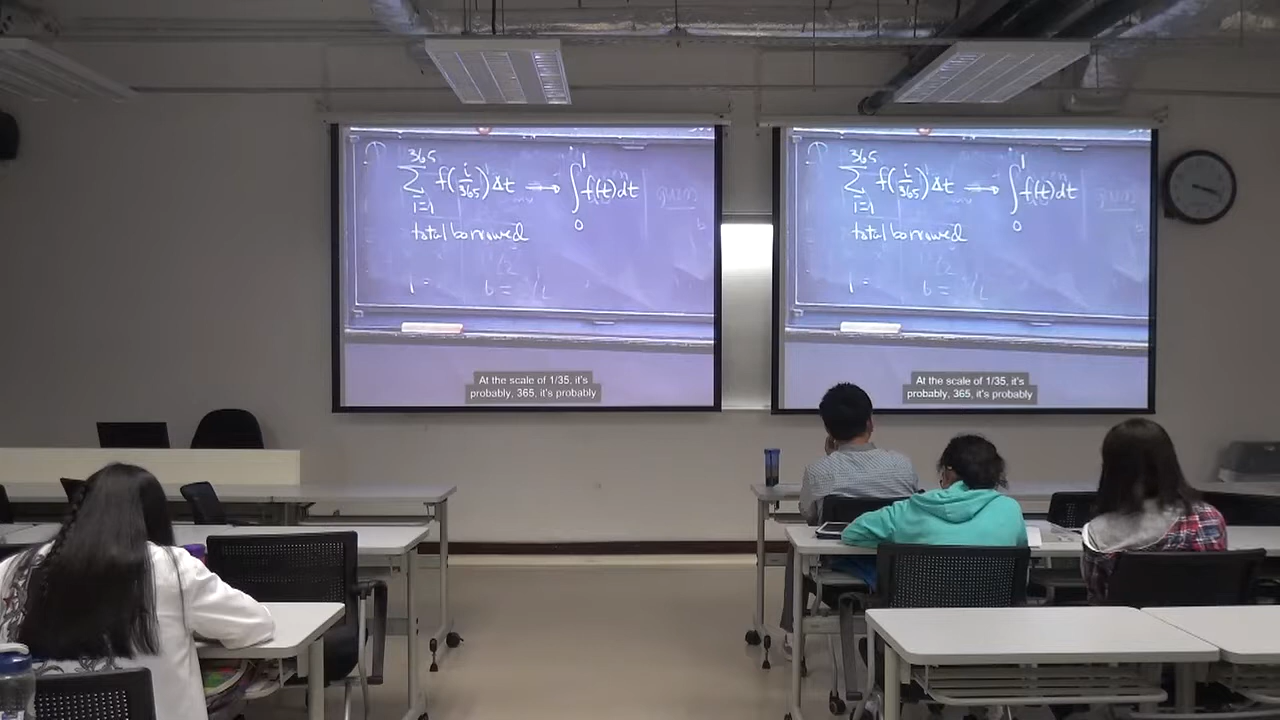 365
∑ f(i/365) Δt → ∫₀¹ f(t)dt
i=1
total borrowed
At the scale of 1/35, it's
probably, 365, it's probably
365
∑ f(i/365) Δt → ∫₀¹ f(t)dt
i=1
total borrowed
At the scale of 1/35, it's
probably, 365, it's probably